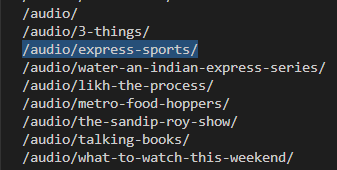 /audio/
/audio/3-things/
/audio/express-sports/
/audio/water-an-indian-express-series/
/audio/likh-the-process/
/audio/metro-food-hoppers/
/audio/the-sandip-roy-show/
/audio/talking-books/
/audio/what-to-watch-this-weekend/